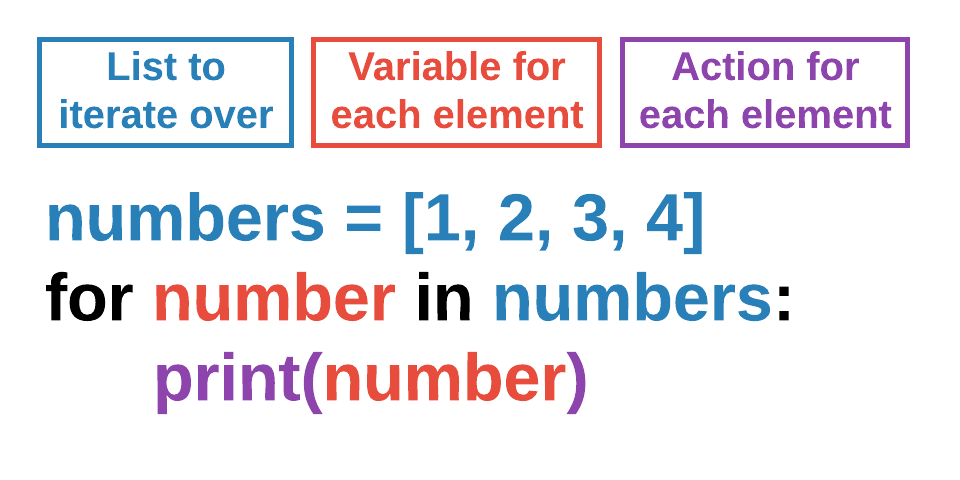 List to
iterate over
Variable for
each element
Action for
each element
numbers = [1, 2, 3, 4]
for number in numbers:
print(number)